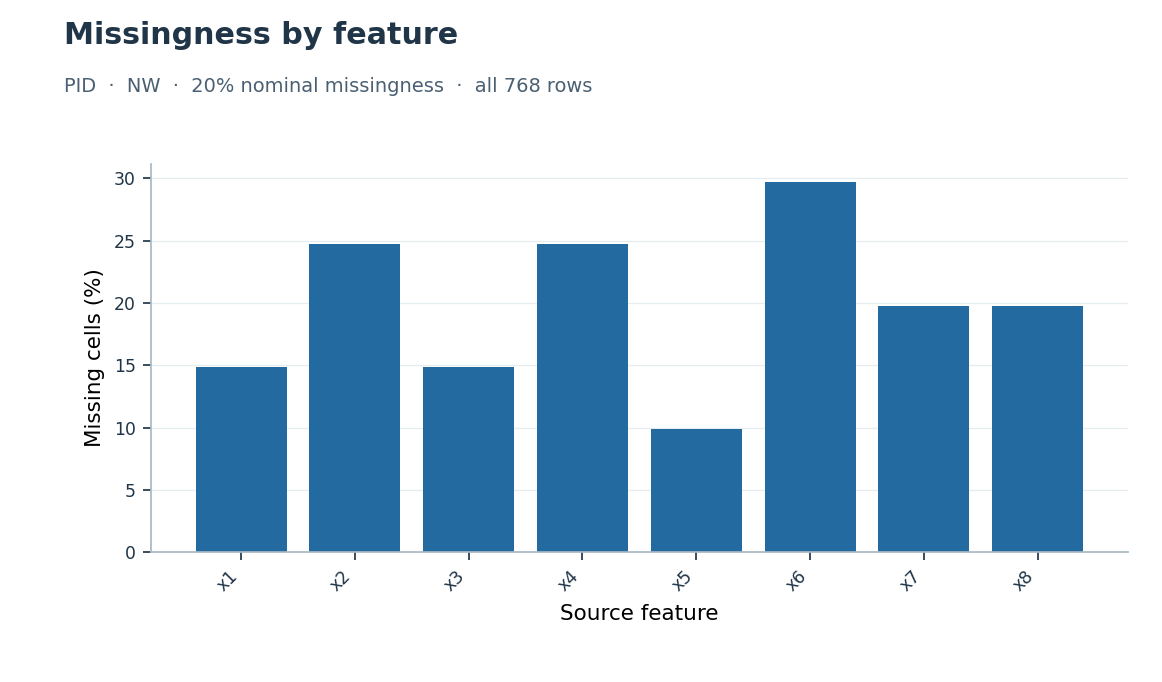 Missingness by feature
PID · NW · 20% nominal missingness · all 768 rows
30
25
20
15
10
5
0
Missing cells (%)
x1 x2 x3 x4 x5 x6 x7 x8
Source feature